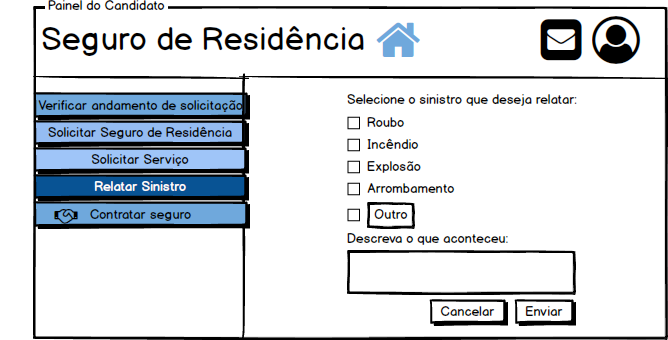 Painel do Candidato
Seguro de Residência
Verificar andamento de solicitação
Solicitar Seguro de Residência
Solicitar Serviço
Relatar Sinistro
Contratar seguro
Selecione o sinistro que deseja relatar:
Roubo
Incêndio
Explosão
Arrombamento
Outro
Descreva o que aconteceu:
Cancelar
Enviar